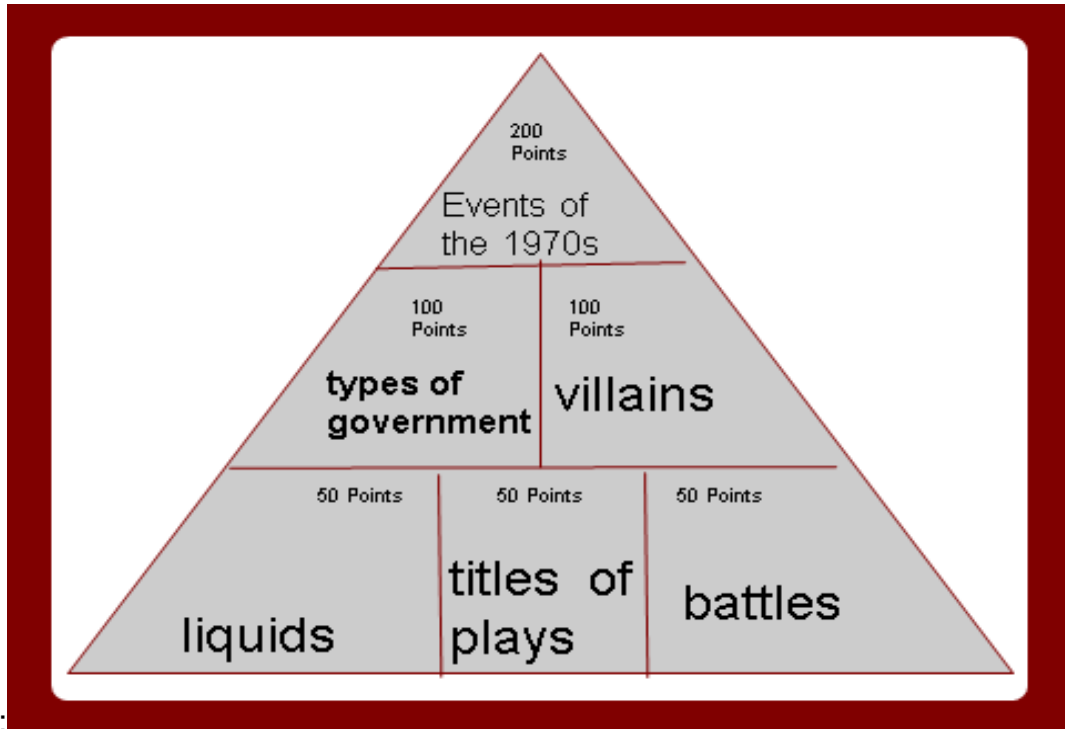 200
Points
Events of
the 1970s
100
Points
100
Points
types of
government
villains
50 Points
50 Points
50 Points
liquids
titles of
plays
battles
.